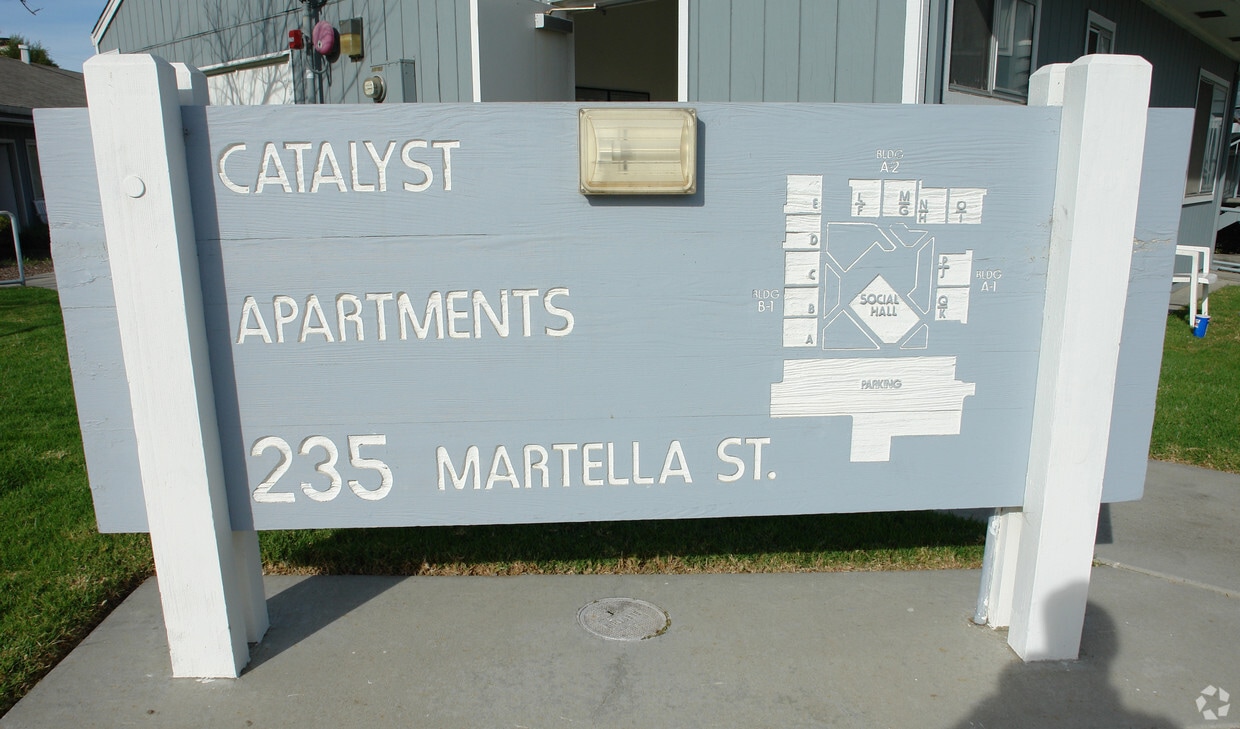 CATALYST
APARTMENTS
235 MARTELLA ST.
BLDG
A-2
L M N O
F G H I
E
D
C
B
A
BLDG
B-1
P
J
Q
K
BLDG
A-1
SOCIAL
HALL
PARKING